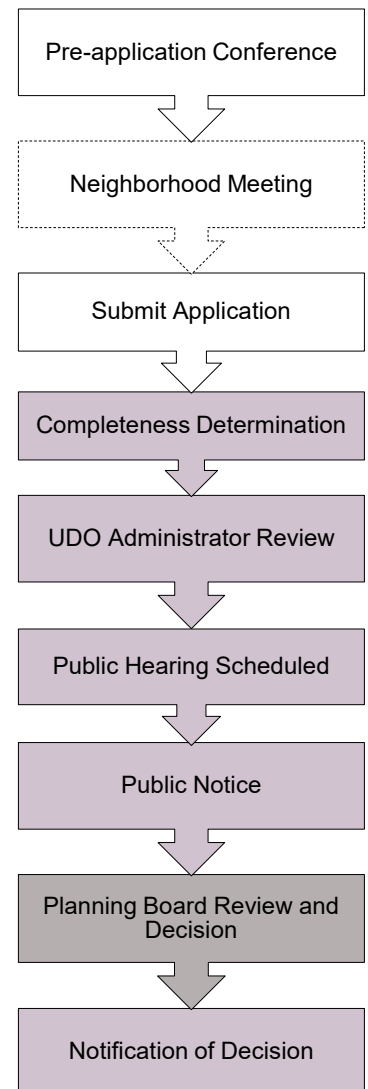 Pre-application Conference
Neighborhood Meeting
Submit Application
Completeness Determination
UDO Administrator Review
Public Hearing Scheduled
Public Notice
Planning Board Review and
Decision
Notification of Decision